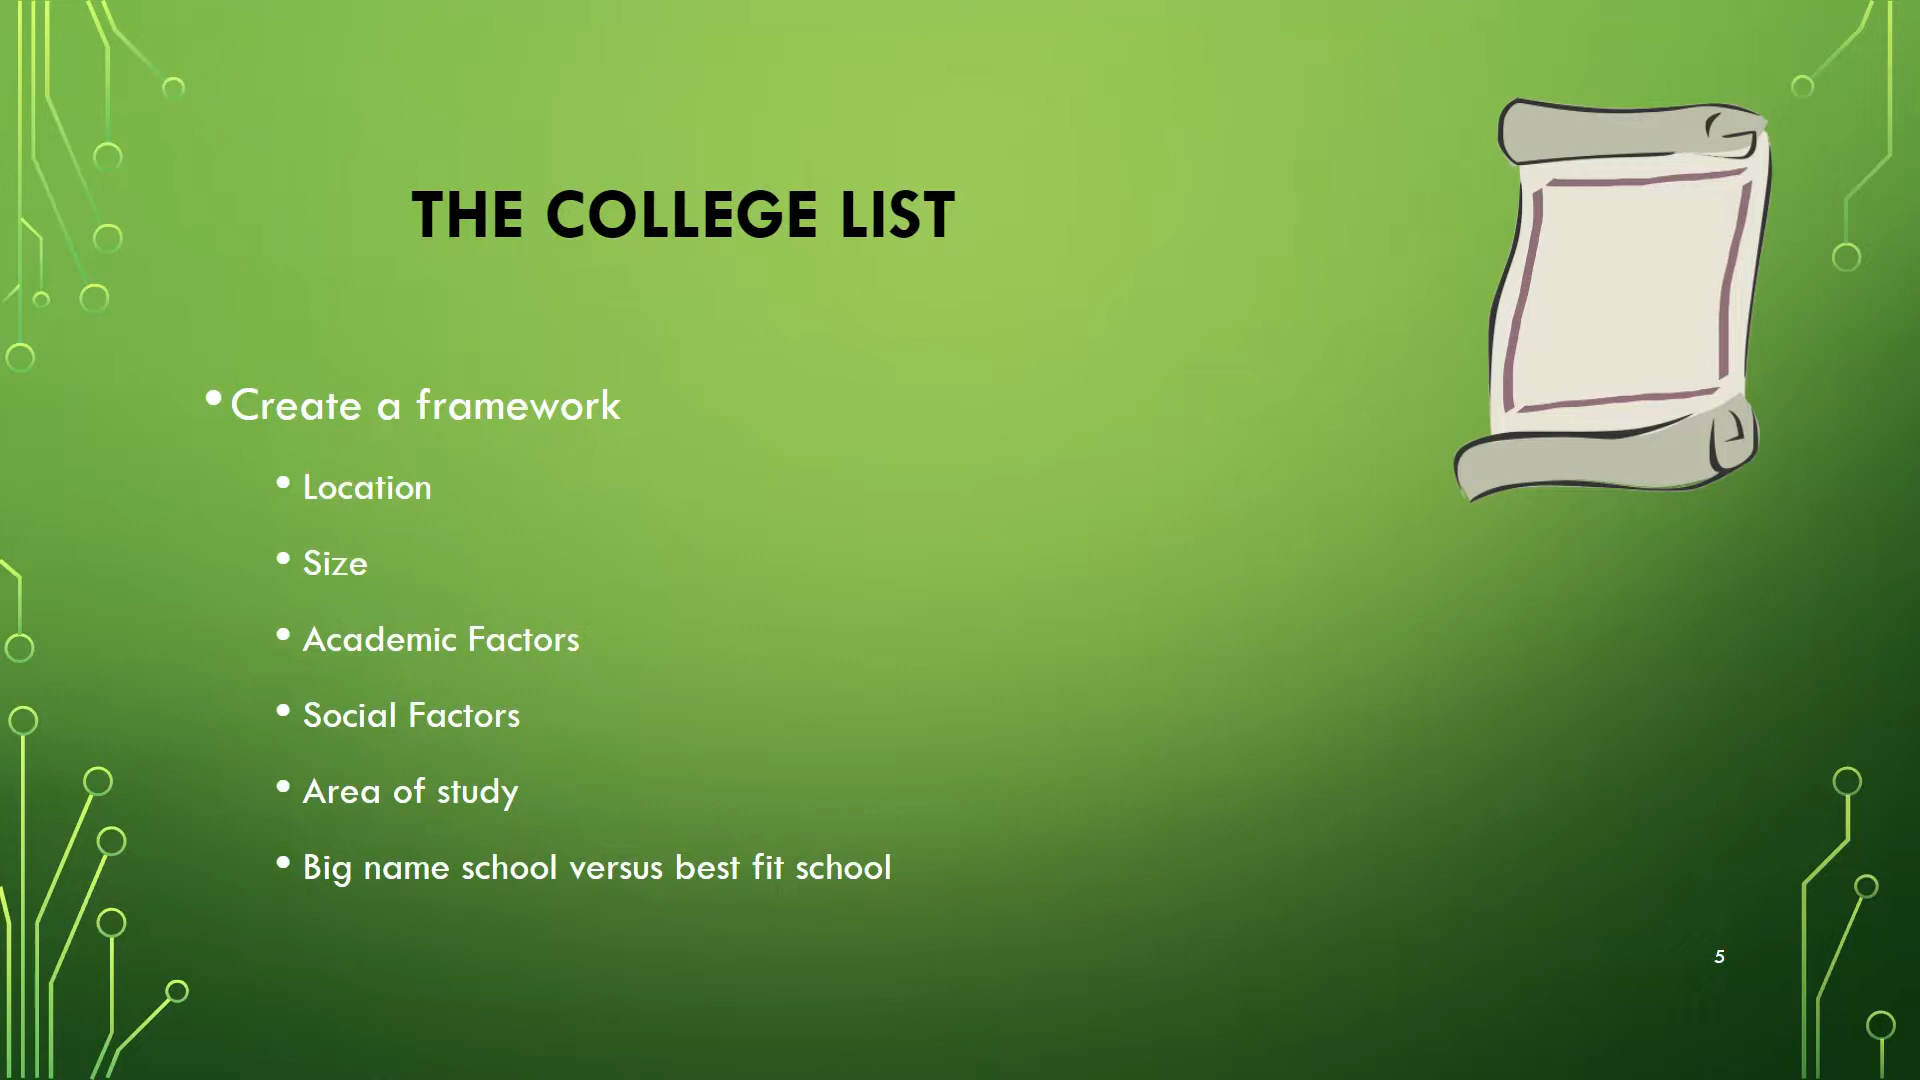 THE COLLEGE LIST
• Create a framework
• Location
• Size
• Academic Factors
• Social Factors
• Area of study
• Big name school versus best fit school
5